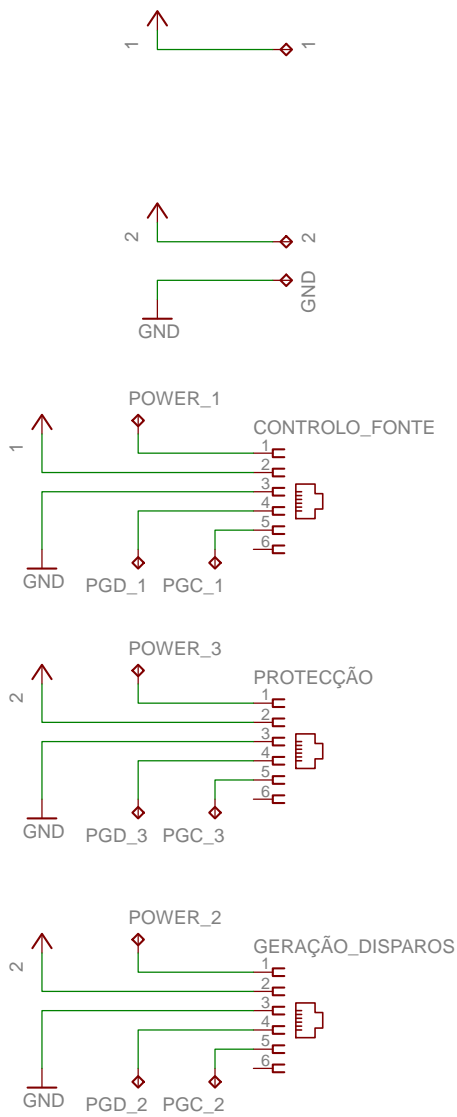 1 1
2 2
GND
GND
POWER_1
CONTROLO_FONTE
1
1
2
3
4
5
6
GND
PGD_1 PGC_1
POWER_3
PROTECÇÃO
2
1
2
3
4
5
6
GND
PGD_3 PGC_3
POWER_2
GERAÇÃO_DISPAROS
2
1
2
3
4
5
6
GND
PGD_2 PGC_2